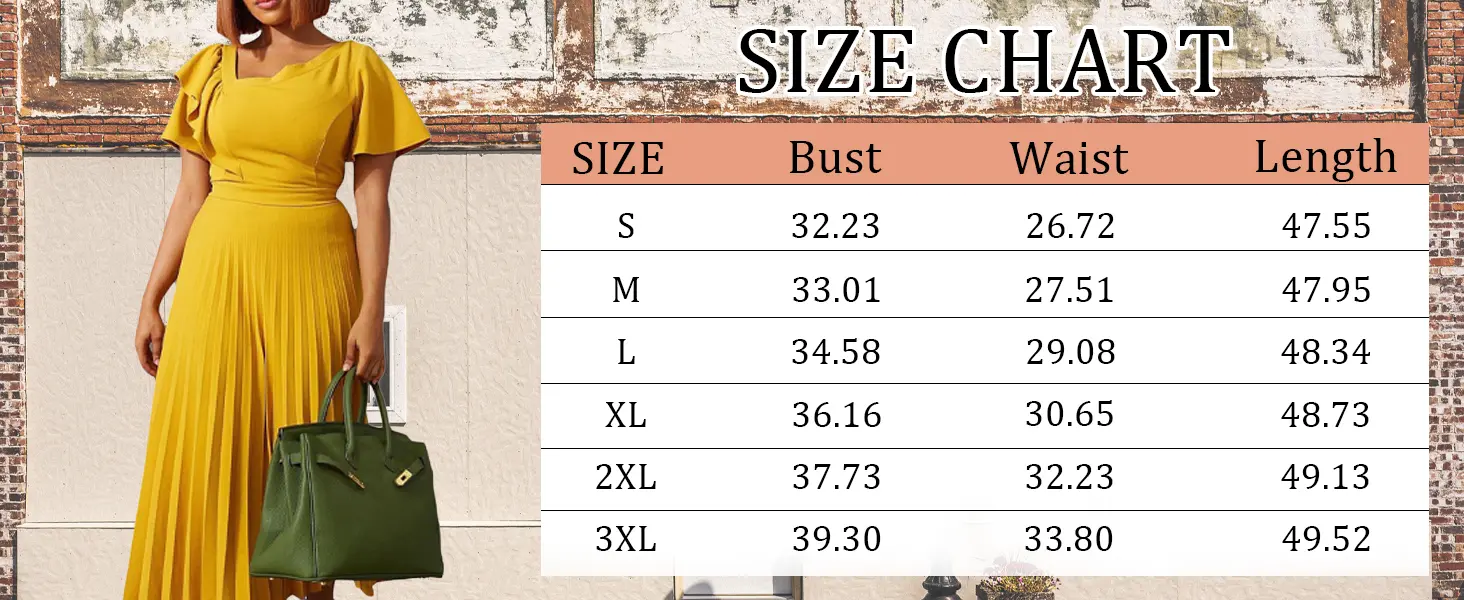 SIZE CHART
SIZE Bust Waist Length
S 32.23 26.72 47.55
M 33.01 27.51 47.95
L 34.58 29.08 48.34
XL 36.16 30.65 48.73
2XL 37.73 32.23 49.13
3XL 39.30 33.80 49.52